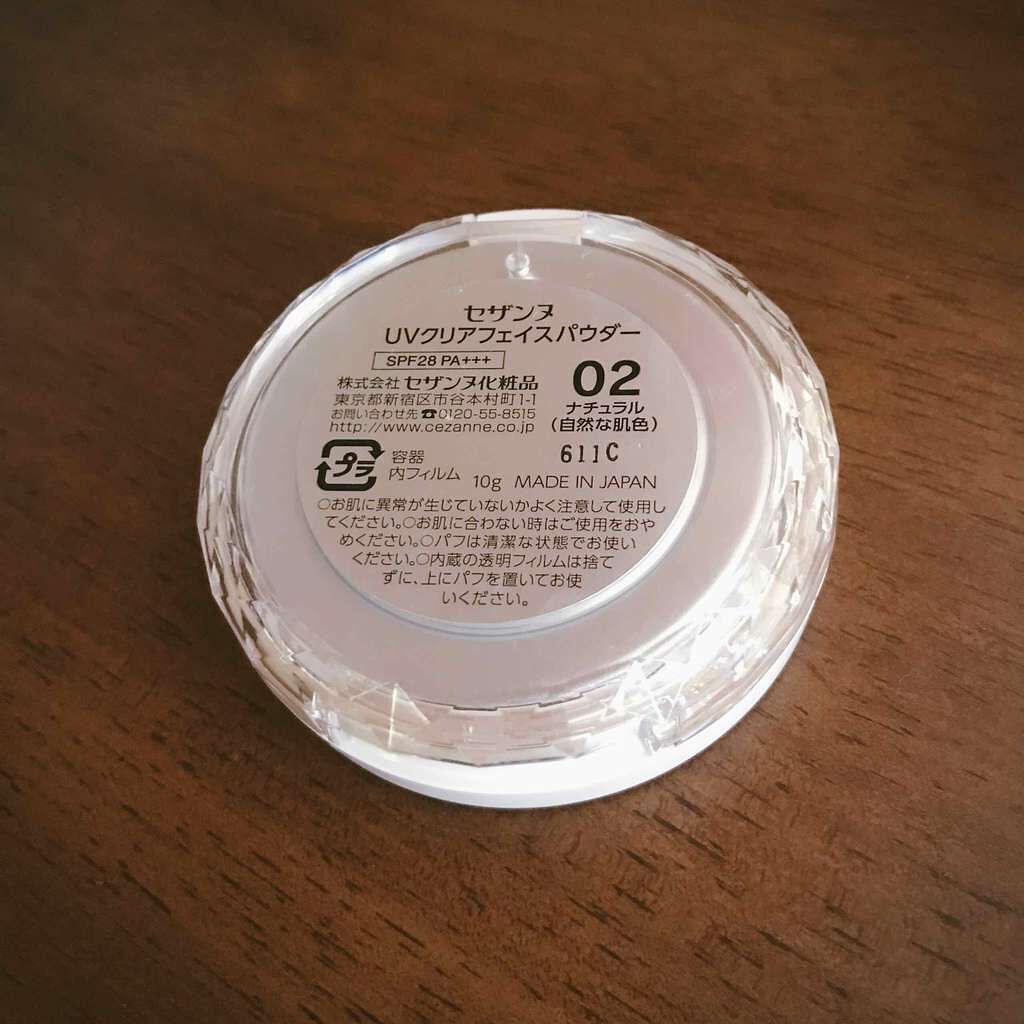 セザンヌ
UVクリアフェイスパウダー
SPF28 PA+++
株式会社 セザンヌ化粧品
東京都新宿区市谷本村町1-1
お問い合わせ先 ☎0120-55-8515
http://www.cezanne.co.jp
02
ナチュラル
(自然な肌色)
611C
プラ
容器
内フィルム
10g MADE IN JAPAN
○お肌に異常が生じていないかよく注意して使用し
てください。○お肌に合わない時はご使用をおや
めください。○パフは清潔な状態でお使い
ください。○内蔵の透明フィルムは捨て
ずに、上にパフを置いてお使
いください。